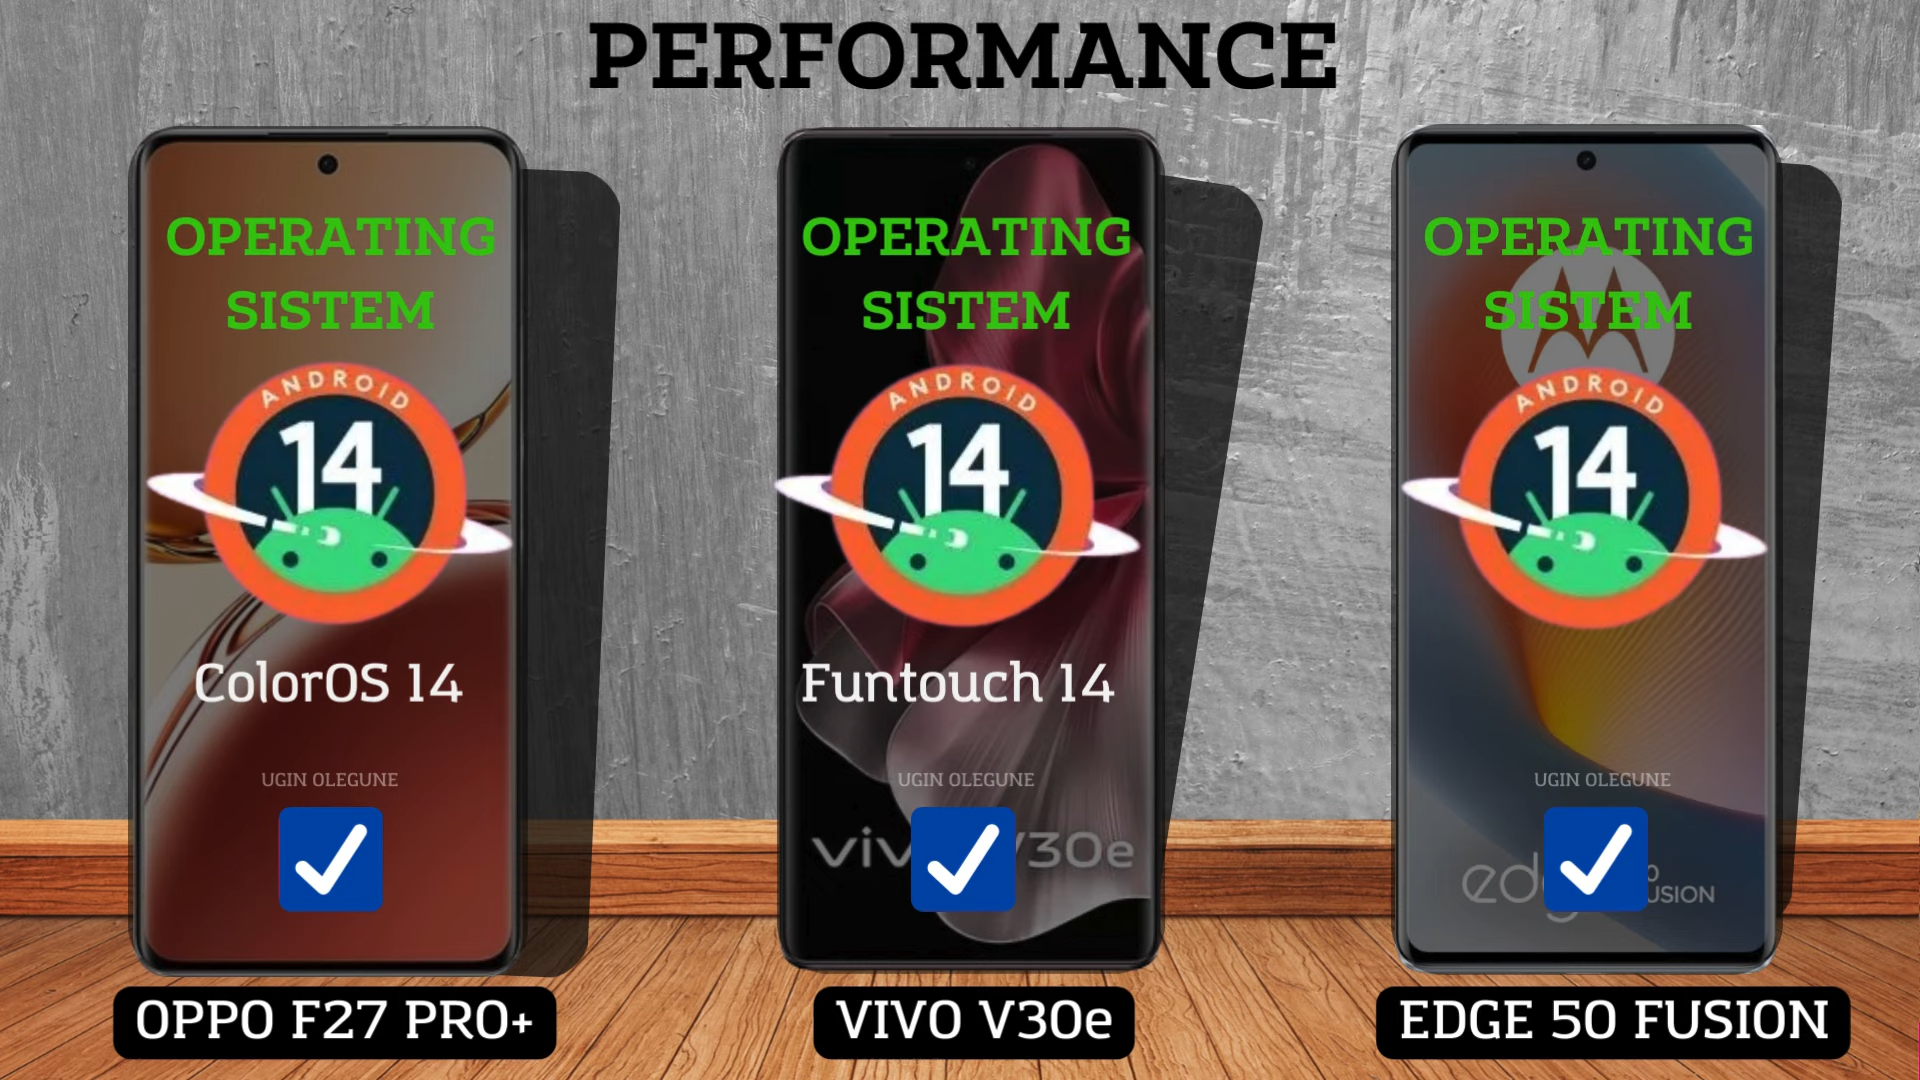 PERFORMANCE
OPERATING
SISTEM
ANDROID
14
ColorOS 14
UGIN OLEGUNE
OPPO F27 PRO+
OPERATING
SISTEM
ANDROID
14
Funtouch 14
UGIN OLEGUNE
V30e
VIVO V30e
OPERATING
SISTEM
ANDROID
14
UGIN OLEGUNE
EDGE 50 FUSION